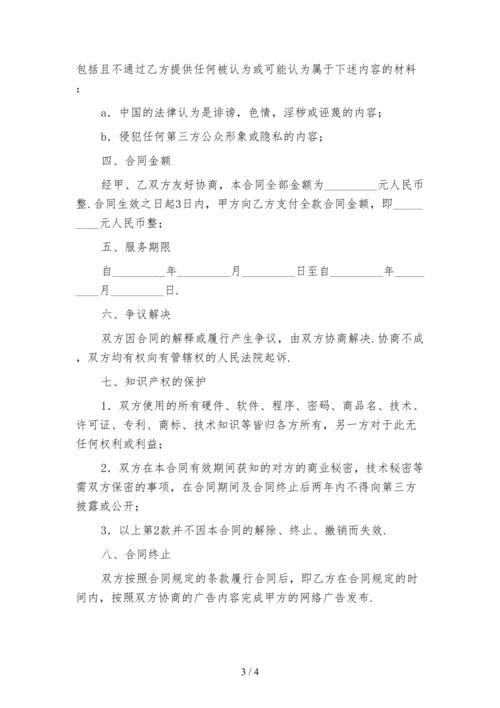 包括且不通过乙方提供任何被认为或可能认为属于下述内容的材料
：
a．中国的法律认为是诽谤，色情，淫秽或诬蔑的内容；
b．侵犯任何第三方公众形象或隐私的内容；
四、合同金额
经甲、乙双方友好协商，本合同全部金额为_________元人民币
整.合同生效之日起3日内，甲方向乙方支付全款合同金额，即_____
____元人民币整；
五、服务期限
自_________年_________月_________日至自_________年_____
____月_________日.
六、争议解决
双方因合同的解释或履行产生争议，由双方协商解决.协商不成
，双方均有权向有管辖权的人民法院起诉.
七、知识产权的保护
1．双方使用的所有硬件、软件、程序、密码、商品名、技术、
许可证、专利、商标、技术知识等皆归各方所有，另一方对于此无
任何权利或利益；
2．双方在本合同有效期间获知的对方的商业秘密，技术秘密等
需双方保密的事项，在合同期间及合同终止后两年内不得向第三方
披露或公开；
3．以上第2款并不因本合同的解除、终止、撤销而失效.
八、合同终止
双方按照合同规定的条款履行合同后，即乙方在合同规定的时
间内，按照双方协商的广告内容完成甲方的网络广告发布.
3 / 4